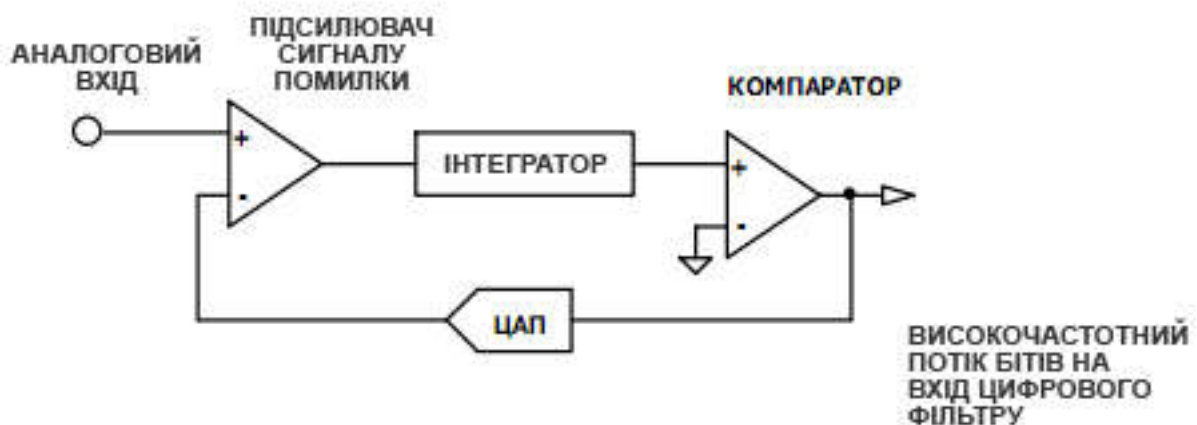 АНАЛОГОВИЙ
ВХІД
ПІДСИЛЮВАЧ
СИГНАЛУ
ПОМИЛКИ
КОМПАРАТОР
+
-
ІНТЕГРАТОР
+
-
ЦАП
ВИСОКОЧАСТОТНИЙ
ПОТІК БІТІВ НА
ВХІД ЦИФРОВОГО
ФІЛЬТРУ